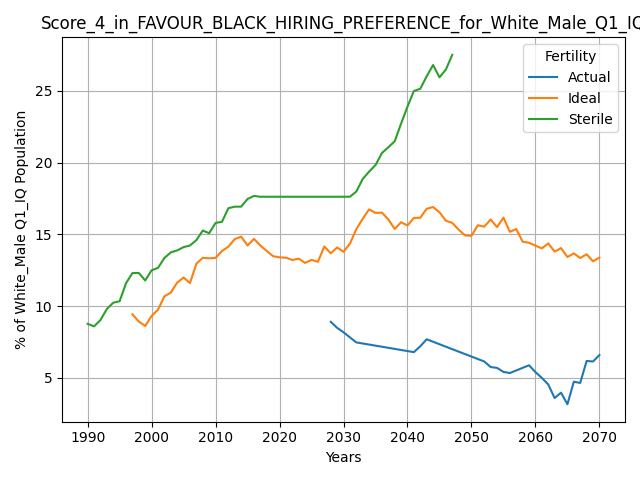 Score_4_in_FAVOUR_BLACK_HIRING_PREFERENCE_for_White_Male_Q1_IQ
Fertility
Actual
Ideal
Sterile
% of White_Male Q1_IQ Population
25
20
15
10
5
1990 2000 2010 2020 2030 2040 2050 2060 2070
Years